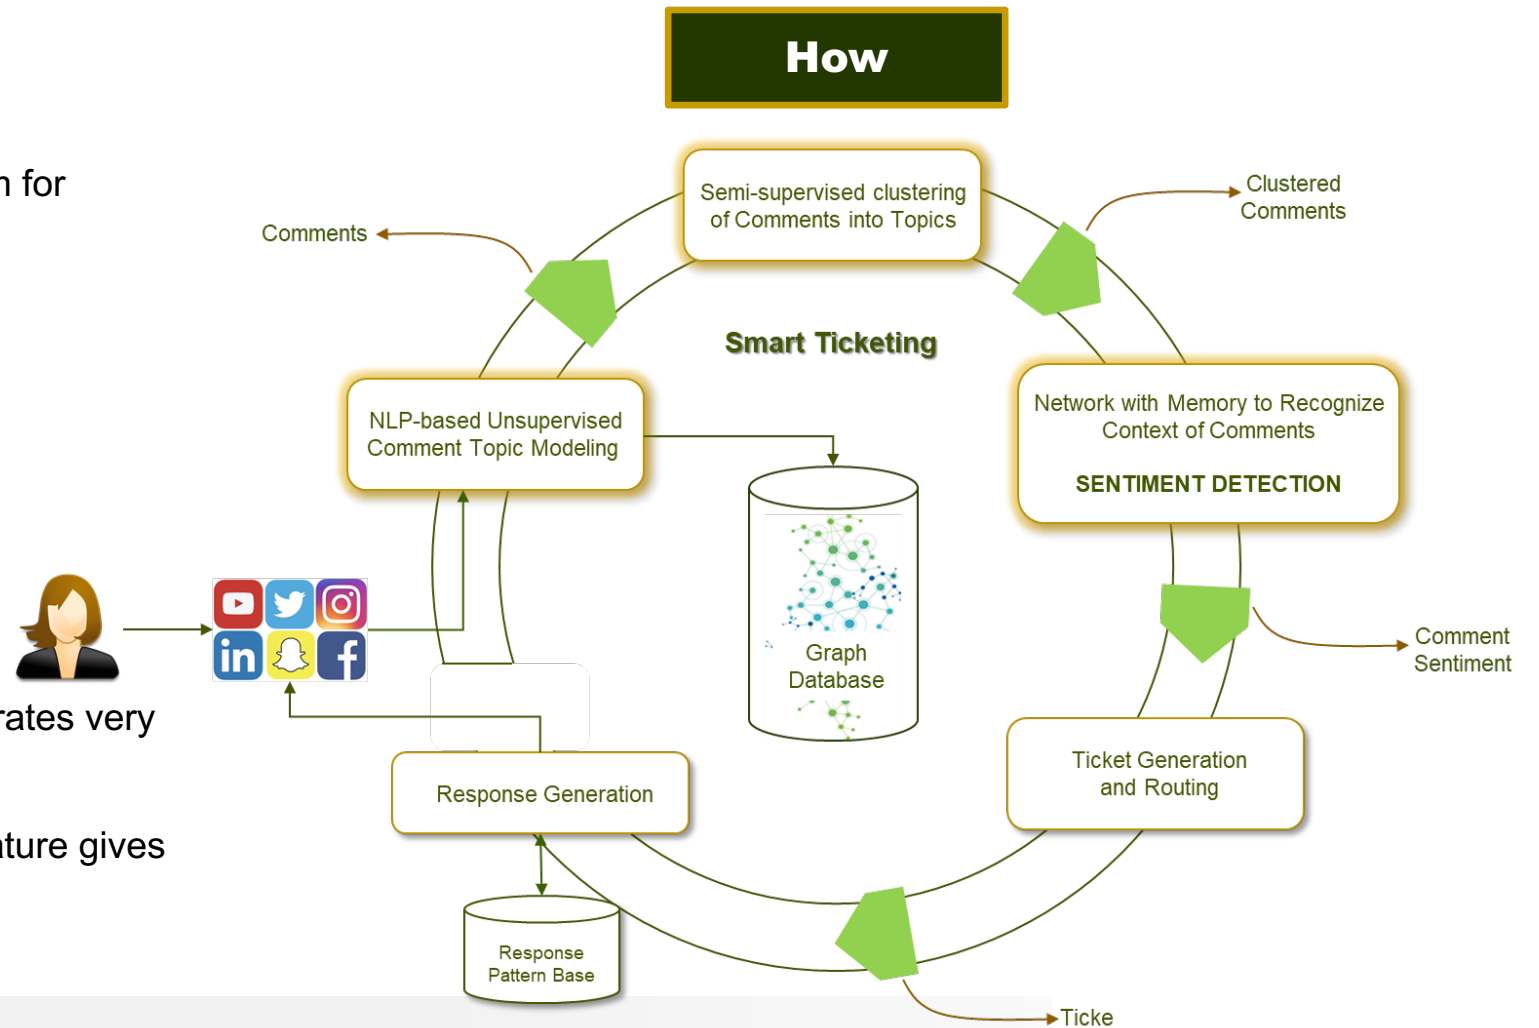 How
n for
Semi-supervised clustering
of Comments into Topics
Clustered
Comments
Comments
Smart Ticketing
NLP-based Unsupervised
Comment Topic Modeling
Network with Memory to Recognize
Context of Comments
SENTIMENT DETECTION
in
f
Graph
Database
Comment
Sentiment
rates very
Ticket Generation
and Routing
Response Generation
ature gives
Response
Pattern Base
Ticke